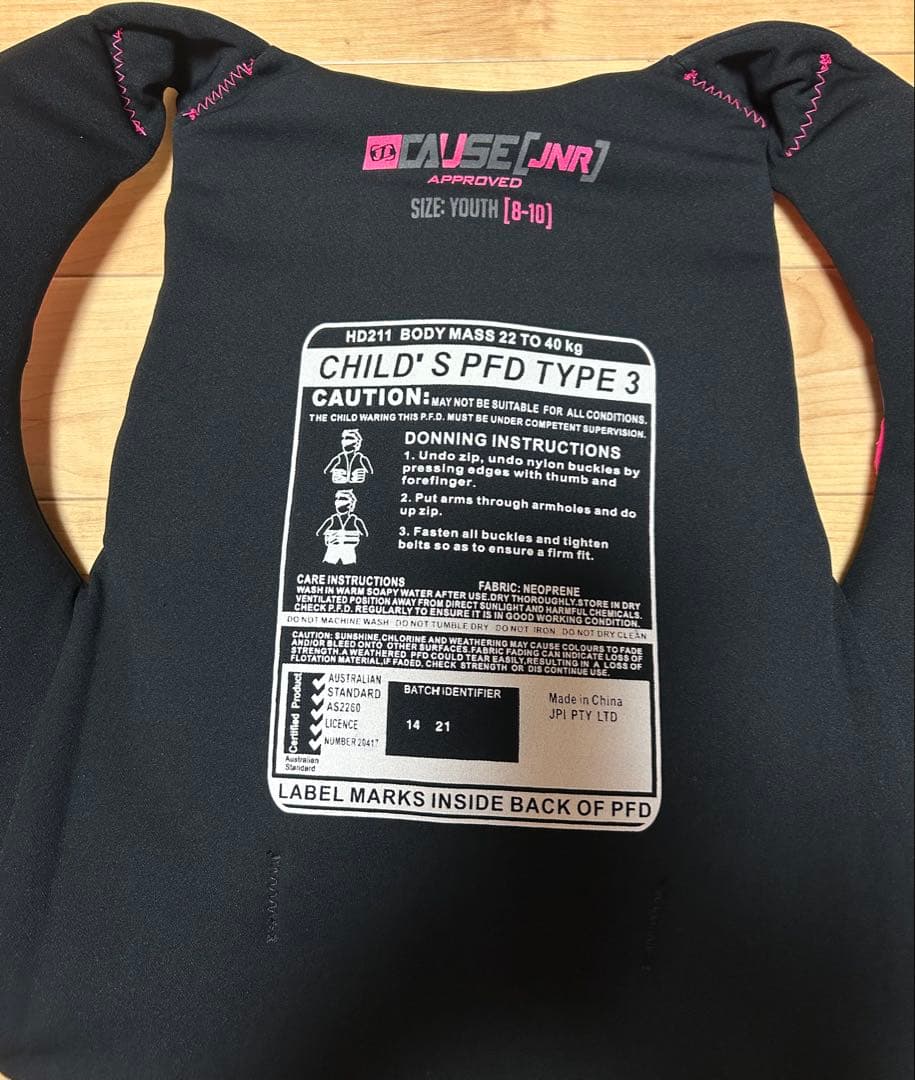 CAUSE [JNR]
APPROVED
SIZE: YOUTH [8-10]
HD211 BODY MASS 22 TO 40 kg
CHILD' S PFD TYPE 3
CAUTION: MAY NOT BE SUITABLE FOR ALL CONDITIONS.
THE CHILD WARING THIS P.F.D. MUST BE UNDER COMPETENT SUPERVISION.
DONNING INSTRUCTIONS
1. Undo zip, undo nylon buckles by
pressing edges with thumb and
forefinger.
2. Put arms through armholes and do
up zip.
3. Fasten all buckles and tighten
belts so as to ensure a firm fit.
CARE INSTRUCTIONS FABRIC: NEOPRENE
WASH IN WARM SOAPY WATER AFTER USE.DRY THOROUGHLY.STORE IN DRY
VENTILATED POSITION AWAY FROM DIRECT SUNLIGHT AND HARMFUL CHEMICALS.
CHECK P.F.D. REGULARLY TO ENSURE IT IS IN GOOD WORKING CONDITION.
DO NOT MACHINE WASH DO NOT TUMBLE DRY DO NOT IRON DO NOT DRY CLEAN
CAUTION: SUNSHINE,CHLORINE AND WEATHERING MAY CAUSE COLOURS TO FADE
AND/OR BLEED ONTO OTHER SURFACES.FABRIC FADING CAN INDICATE LOSS OF
STRENGTH.A WEATHERED PFD COULD TEAR EASILY,RESULTING IN A LOSS OF
FLOTATION MATERIAL,IF FADED, CHECK STRENGTH OR DIS CONTINUE USE.
Certified Product
Australian
Standard
AUSTRALIAN
STANDARD
AS2260
LICENCE
NUMBER 20417
BATCH IDENTIFIER
14 21
Made in China
JPI PTY LTD
LABEL MARKS INSIDE BACK OF PFD